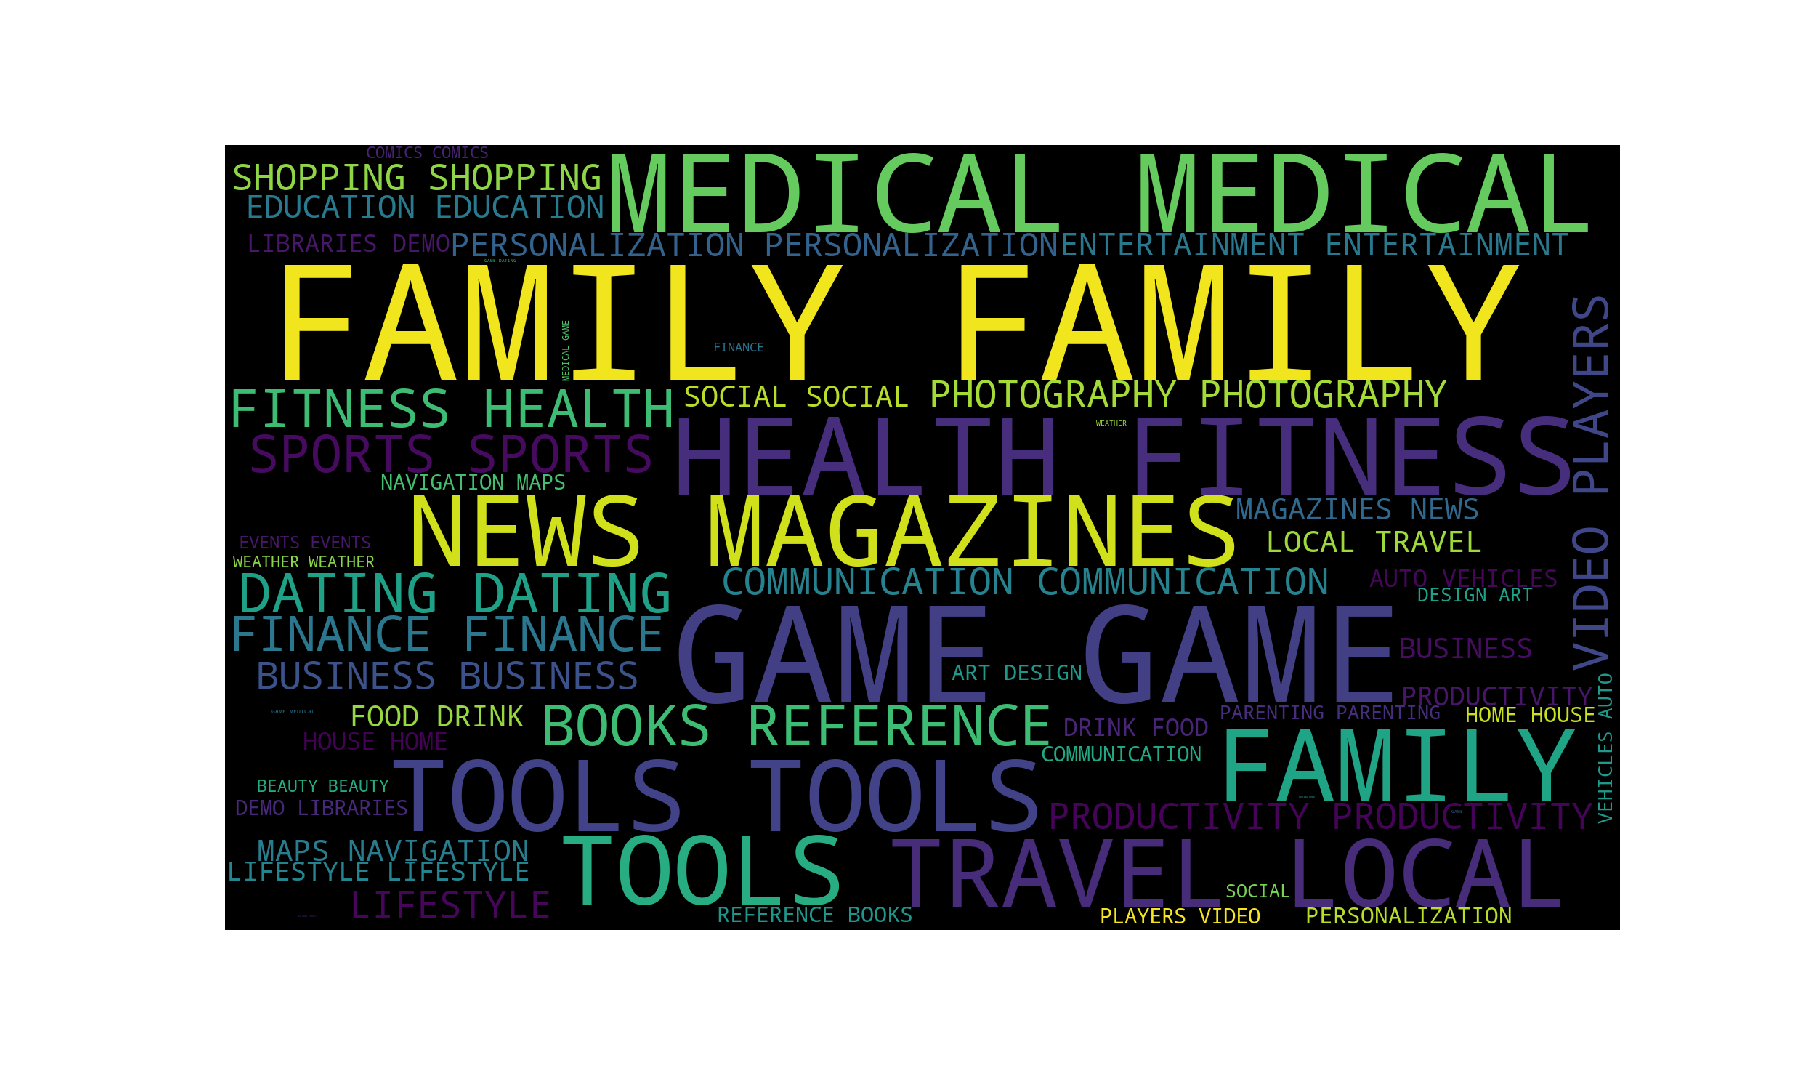 COMICS COMICS
SHOPPING SHOPPING
MEDICAL MEDICAL
EDUCATION EDUCATION
LIBRARIES DEMO
PERSONALIZATION PERSONALIZATION
ENTERTAINMENT ENTERTAINMENT
FAMILY FAMILY
MEDICAL GAME
FINANCE
VIDEO PLAYERS
FITNESS HEALTH
SOCIAL SOCIAL
PHOTOGRAPHY PHOTOGRAPHY
HEALTH FITNESS
WEATHER
SPORTS SPORTS
NAVIGATION MAPS
NEWS MAGAZINES
MAGAZINES NEWS
LOCAL TRAVEL
EVENTS EVENTS
WEATHER WEATHER
DATING DATING
COMMUNICATION COMMUNICATION
AUTO VEHICLES
DESIGN ART
FINANCE FINANCE
GAME GAME
BUSINESS
BUSINESS BUSINESS
ART DESIGN
PRODUCTIVITY
FOOD DRINK
BOOKS REFERENCE
DRINK FOOD
PARENTING PARENTING
HOME HOUSE
VEHICLES AUTO
HOUSE HOME
COMMUNICATION
FAMILY
TOOLS TOOLS
BEAUTY BEAUTY
DEMO LIBRARIES
PRODUCTIVITY PRODUCTIVITY
TOOLS
TRAVEL LOCAL
MAPS NAVIGATION
LIFESTYLE LIFESTYLE
SOCIAL
LIFESTYLE
REFERENCE BOOKS
PLAYERS VIDEO
PERSONALIZATION